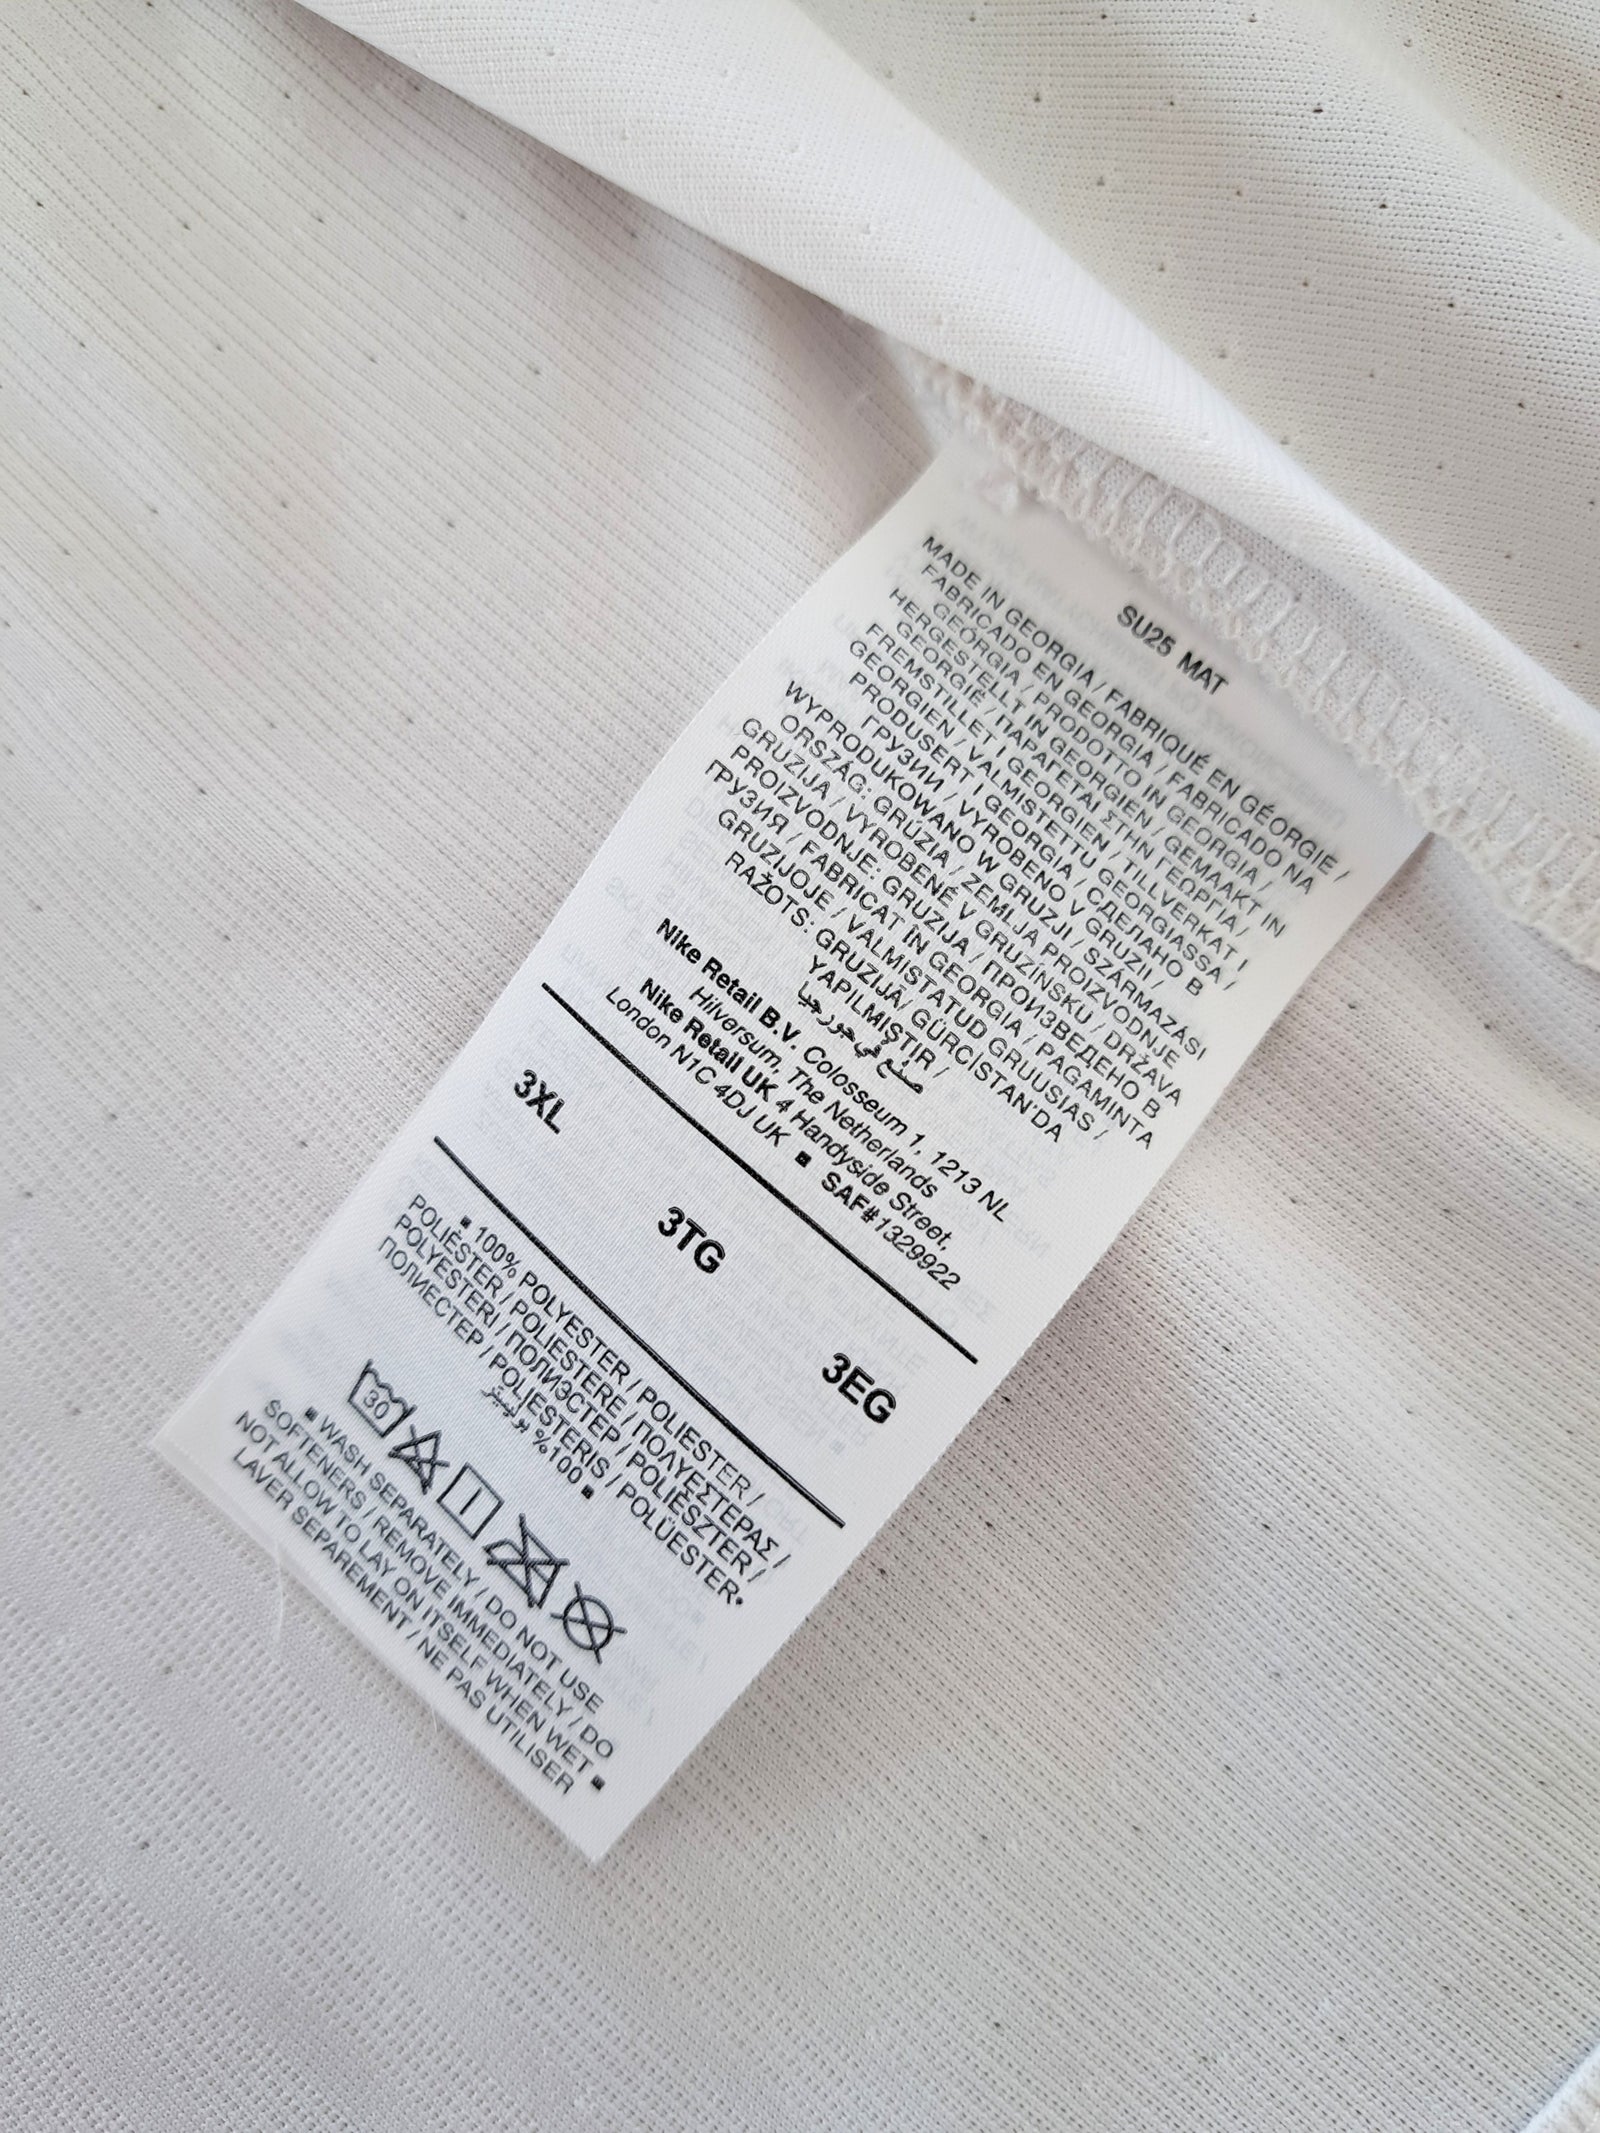 SU25 MAT
MADE IN GEORGIA / FABRIQUÉ EN GÉORGIE /
FABRICADO EN GEORGIA / FABRICADO NA
GEÓRGIA / PRODOTTO IN GEORGIA /
HERGESTELLT IN GEORGIEN / GEMAAKT IN
GEORGIË / ΠΑΡΑΓΕΤΑΙ ΣΤΗΝ ΓΕΩΡΓΙΑ /
FREMSTILLET I GEORGIEN / TILLVERKAT I
GEORGIEN / VALMISTETTU GEORGIASSA /
PRODUSERT I GEORGIA / СДЕЛАНО В
ГРУЗИИ / VYROBENO V GRUZII /
WYPRODUKOWANO W GRUZJI / SZÁRMAZÁSI
ORSZÁG: GRÚZIA / ZEMLJA PROIZVODNJE
GRUZIJA / VYROBENÉ V GRUZÍNSKU / DRŽAVA
PROIZVODNJE: GRUZIJA / ПРОИЗВЕДЕНО В
ГРУЗИЯ / FABRICAT ÎN GEORGIA / PAGAMINTA
GRUZIJOJE / VALMISTATUD GRUUSIAS /
RAŽOTS: GRUZIJĀ/ GÜRCİSTAN'DA
YAPILMIŞTIR /
صنع في جورجيا
Nike Retail B.V. Colosseum 1, 1213 NL
Hilversum, The Netherlands
Nike Retail UK 4 Handyside Street,
London N1C 4DJ UK ▪ SAF#1329922
3XL 3TG 3EG
▪ 100% POLYESTER / POLIESTER /
POLIÉSTER / POLIESTERE / ΠΟΛΥΕΣΤΕΡΑΣ /
POLYESTERI / ПОЛИЭСТЕР / POLIÉSZTER /
ПОЛИЕСТЕР / POLIESTERIS / POLÜESTER▪
%100 بوليستر ▪
30
▪ WASH SEPARATELY / DO NOT USE
SOFTENERS / REMOVE IMMEDIATELY / DO
NOT ALLOW TO LAY ON ITSELF WHEN WET ▪
LAVER SEPAREMENT / NE PAS UTILISER